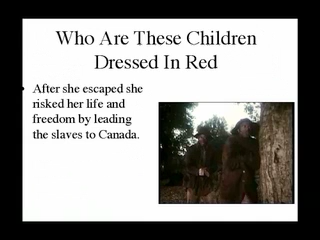 Who Are These Children
Dressed In Red
• After she escaped she
risked her life and
freedom by leading
the slaves to Canada.